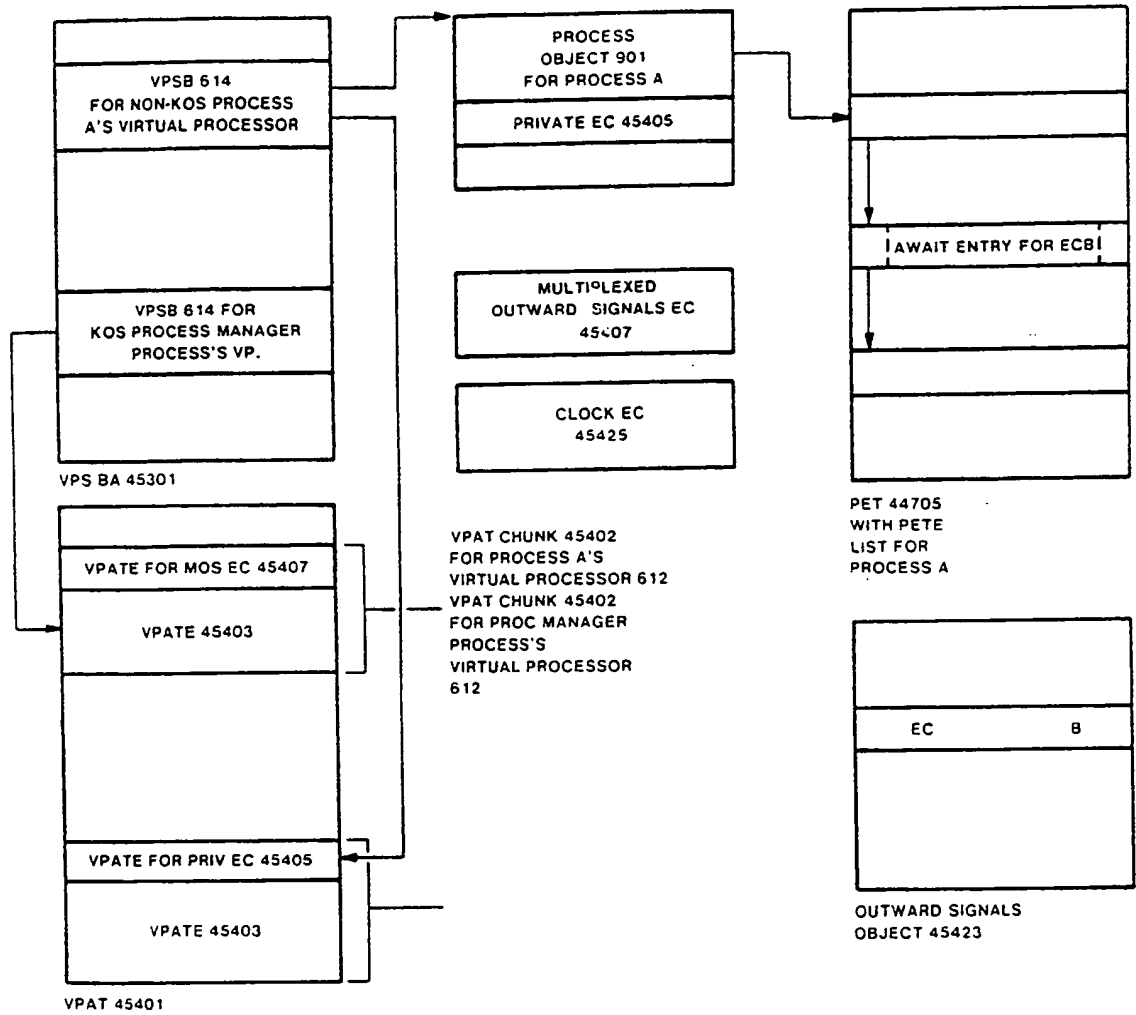 VPSB 614
FOR NON-KOS PROCESS
A'S VIRTUAL PROCESSOR
VPSB 614 FOR
KOS PROCESS MANAGER
PROCESS'S VP.
VPS BA 45301
PROCESS
OBJECT 901
FOR PROCESS A
PRIVATE EC 45405
MULTIPLEXED
OUTWARD SIGNALS EC
45407
CLOCK EC
45425
AWAIT ENTRY FOR ECB
PET 44705
WITH PETE
LIST FOR
PROCESS A
VPATE FOR MOS EC 45407
VPATE 45403
VPATE FOR PRIV EC 45405
VPATE 45403
VPAT 45401
VPAT CHUNK 45402
FOR PROCESS A'S
VIRTUAL PROCESSOR 612
VPAT CHUNK 45402
FOR PROC MANAGER
PROCESS'S
VIRTUAL PROCESSOR
612
EC B
OUTWARD SIGNALS
OBJECT 45423